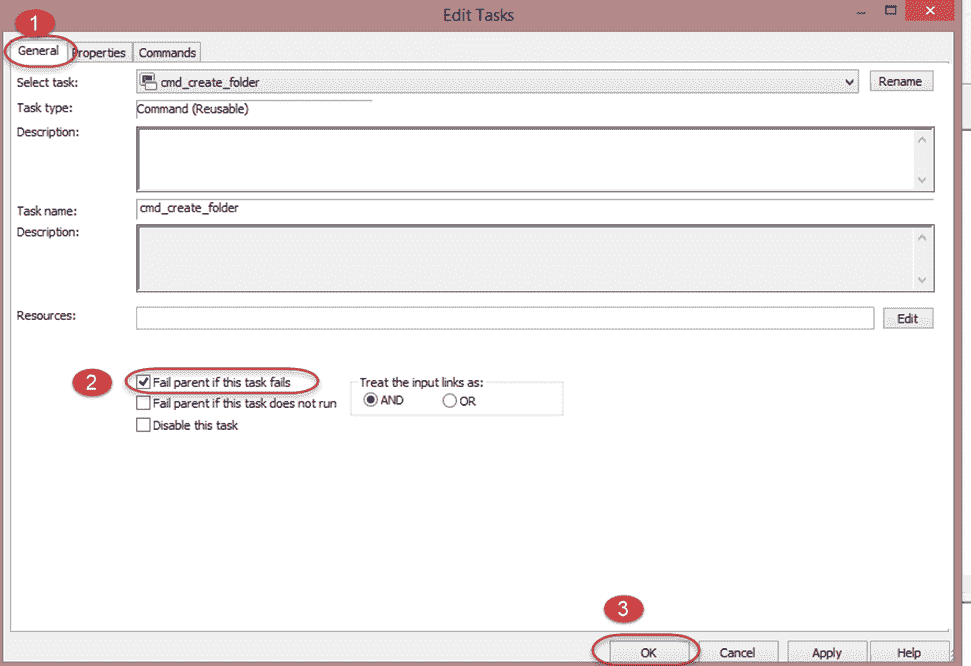 Edit Tasks
1
General Properties Commands
Select task: cmd_create_folder Rename
Task type: Command (Reusable)
Description:
Task name: cmd_create_folder
Description:
Resources: Edit
2 Fail parent if this task fails Treat the input links as:
Fail parent if this task does not run AND OR
Disable this task
3
OK Cancel Apply Help